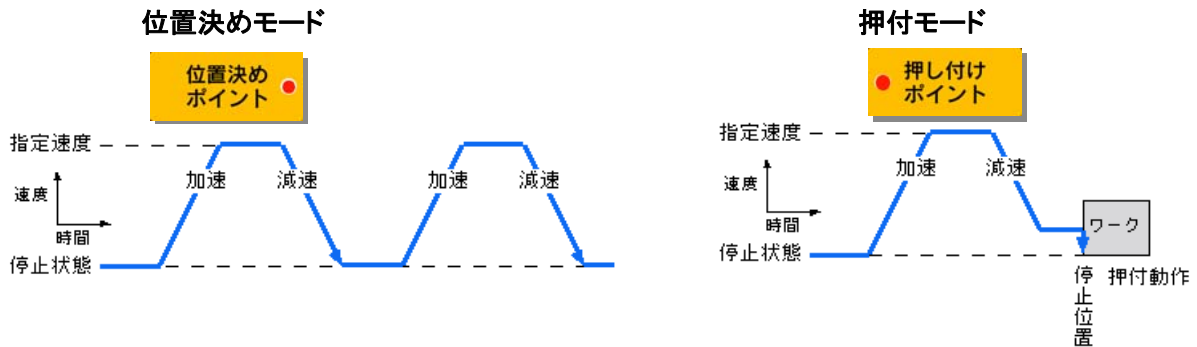 位置決めモード
位置決め
ポイント
指定速度
加速
減速
加速
減速
速度
時間
停止状態
押付モード
押し付け
ポイント
指定速度
加速
減速
速度
時間
ワーク
停止状態
停止位置
押付動作